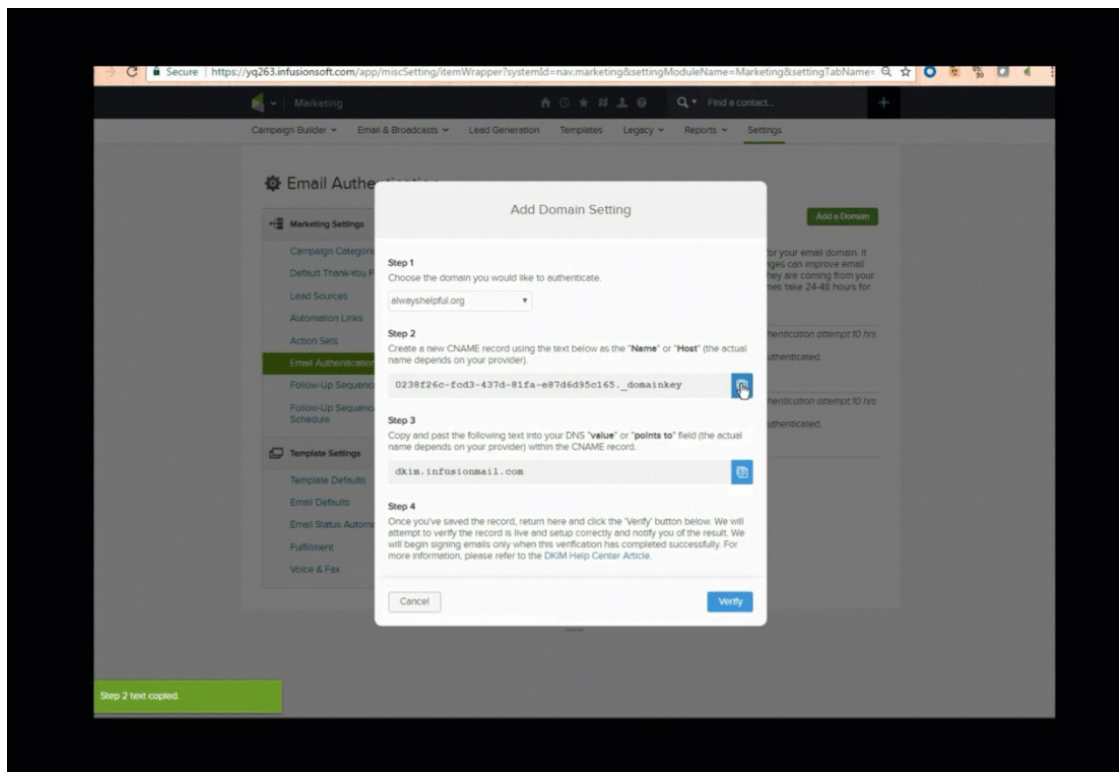 Secure | https://yq263.infusionsoft.com/app/miscSetting/itemWrapper?systemId=nav.marketing&settingModuleName=Marketing&settingTabName=
Marketing
Find a contact...
Campaign Builder Email & Broadcasts Lead Generation Templates Legacy Reports Settings
Email Authentication
Add a Domain
Marketing Settings
Campaign Categorie
Default Thank-You P
Lead Sources
Automation Links
Action Sets
Email Authentication
Follow-Up Sequenc
Follow-Up Sequenc
Schedule
Template Settings
Template Defaults
Email Defaults
Email Status Automa
Fulfillment
Voice & Fax
for your email domain. It
nges can improve email
they are coming from your
mes take 24-48 hours for
hentication attempt 10 hrs
uthenticated.
hentication attempt 10 hrs
uthenticated.
Add Domain Setting
Step 1
Choose the domain you would like to authenticate.
alwayshelpful.org
Step 2
Create a new CNAME record using the text below as the "Name" or "Host" (the actual
name depends on your provider).
0238f26c-fcd3-437d-81fa-e87d6d95c165._domainkey
Step 3
Copy and past the following text into your DNS "value" or "points to" field (the actual
name depends on your provider) within the CNAME record.
dkim.infusionmail.com
Step 4
Once you've saved the record, return here and click the 'Verify' button below. We will
attempt to verify the record is live and setup correctly and notify you of the result. We
will begin signing emails only when this verification has completed successfully. For
more information, please refer to the DKIM Help Center Article.
Cancel
Verify
Step 2 text copied.